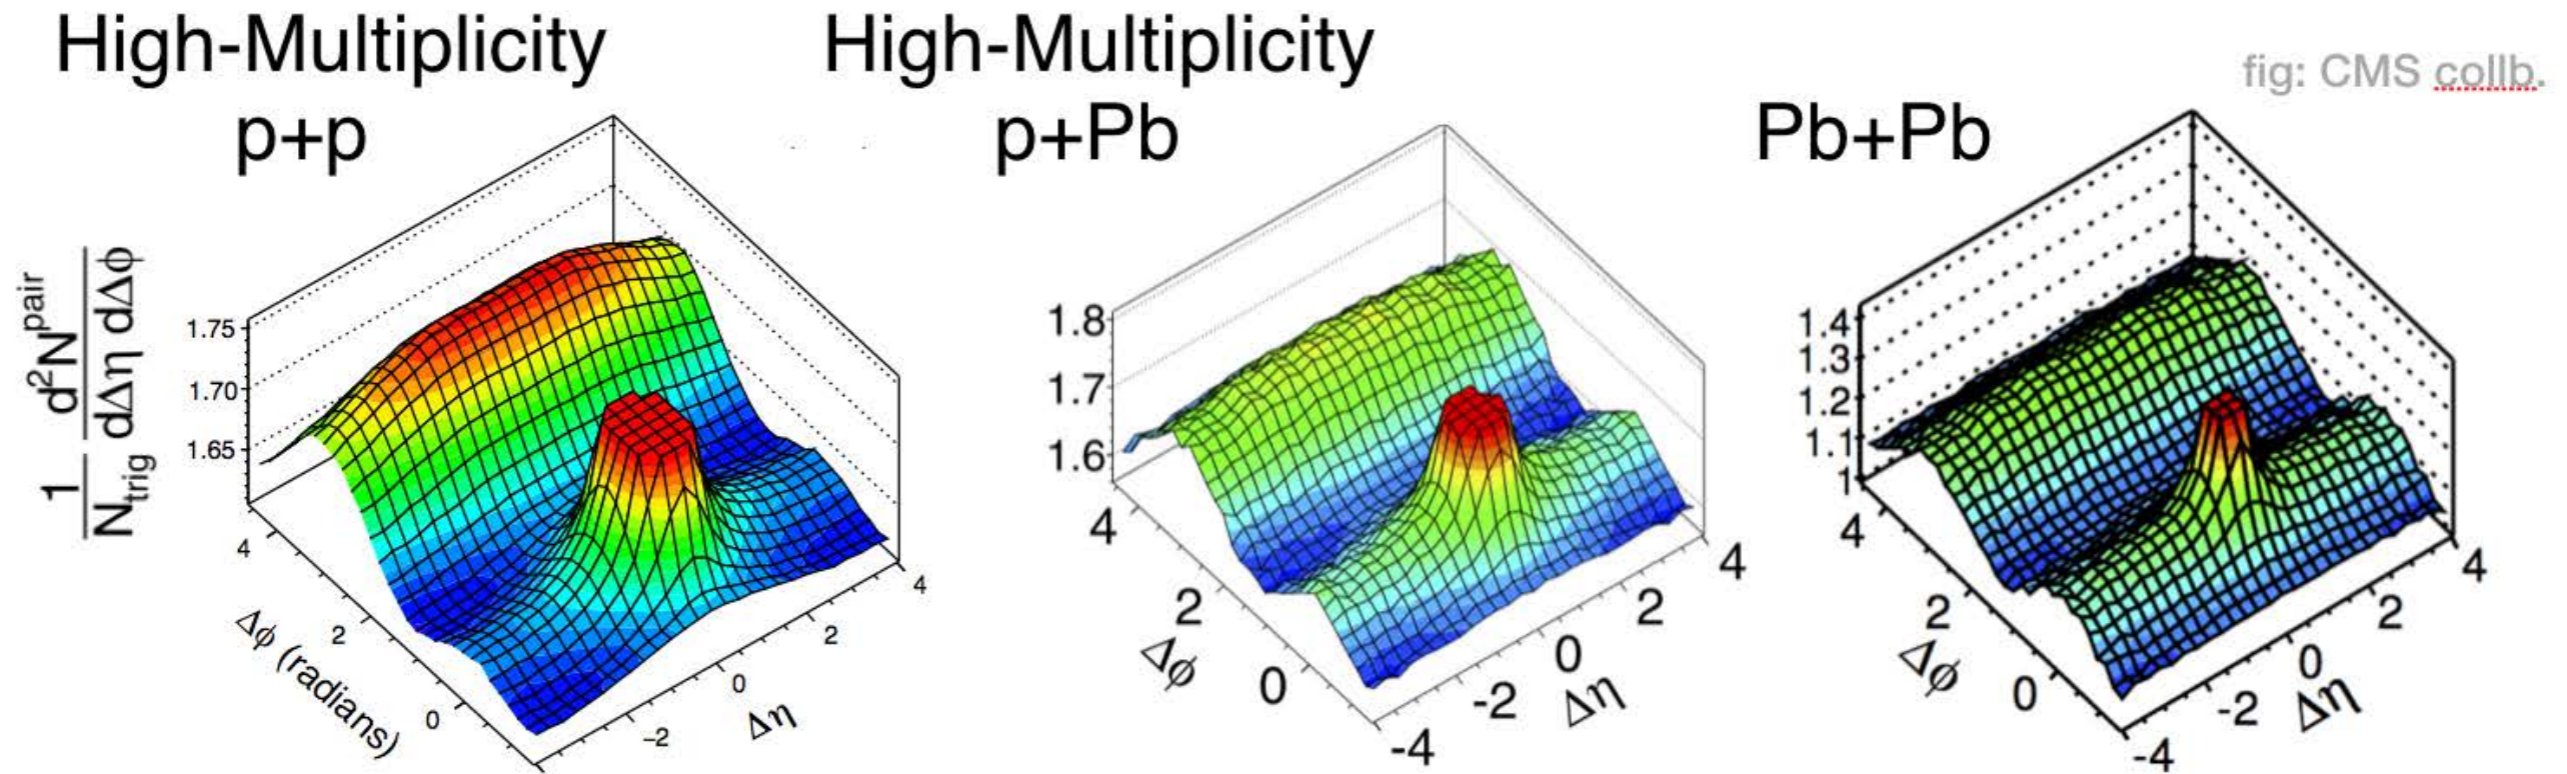 High-Multiplicity
p+p
High-Multiplicity
p+Pb
fig: CMS collb.
Pb+Pb
1 d²N^pair
N_trig dΔη dΔϕ
1.75
1.70
1.65
4
2
0
Δϕ (radians)
-2
0
2
4
Δη
1.8
1.7
1.6
4
2
0
Δϕ
-4
-2
0
2
4
Δη
1.4
1.3
1.2
1.1
1
4
2
0
Δϕ
-4
-2
0
2
4
Δη